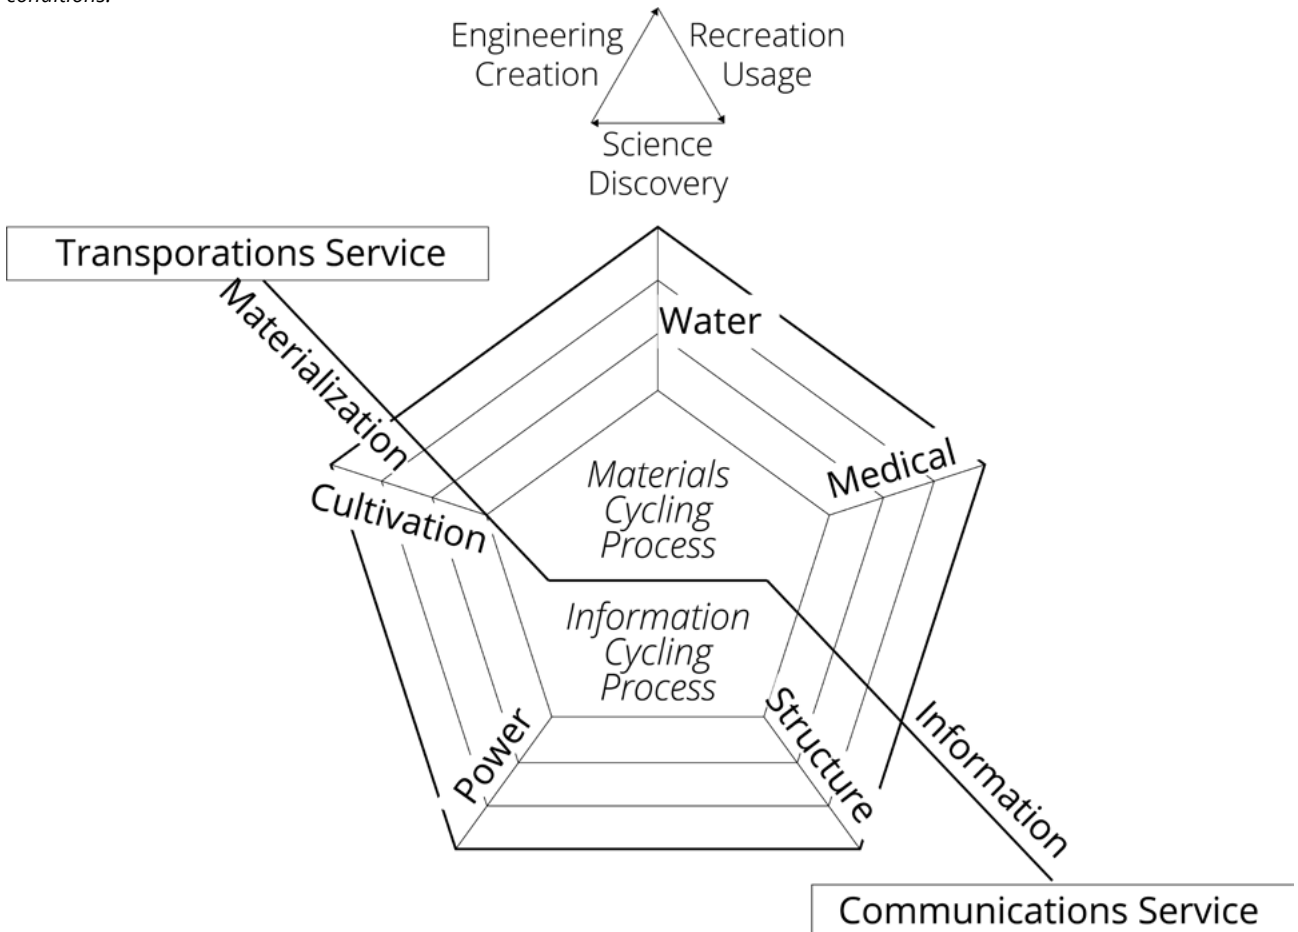 conditions.
Engineering
Creation
Recreation
Usage
Science
Discovery
Transporations Service
Materialization
Water
Medical
Cultivation
Materials
Cycling
Process
Information
Cycling
Process
Power
Structure
Information
Communications Service